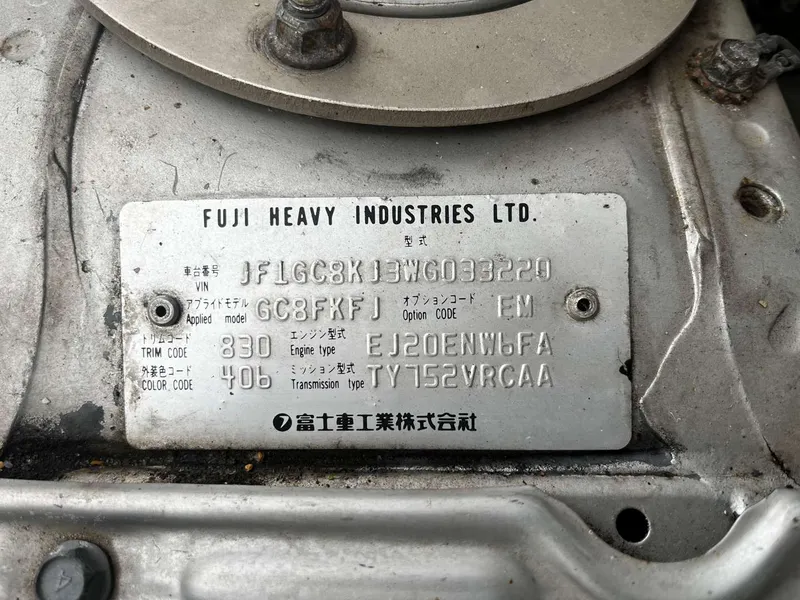 FUJI HEAVY INDUSTRIES LTD.
型式
車台番号 VIN JF1GC8KJ3WG033220
アプライドモデル Applied model GC8FKFJ オプションコード Option CODE EM
トリムコード TRIM CODE 830 エンジン型式 Engine type EJ20ENW6FA
外装色コード COLOR CODE 406 ミッション型式 Transmission type TY752VRCAA
富士重工業株式会社
4